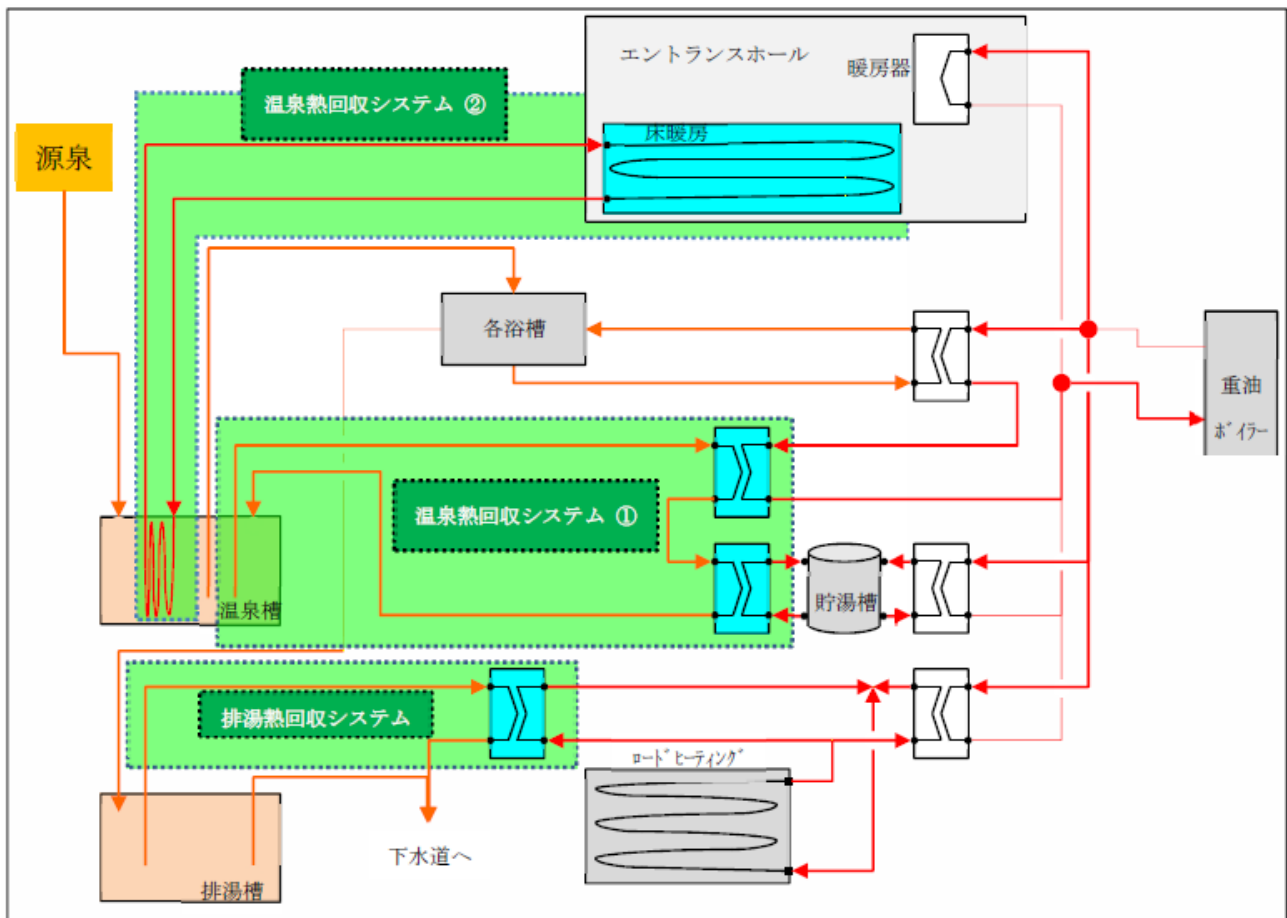 エントランスホール
暖房器
温泉熱回収システム ②
床暖房
源泉
各浴槽
重油
ﾎﾞｲﾗｰ
温泉熱回収システム ①
貯湯槽
温泉槽
排湯熱回収システム
ﾛｰﾄﾞﾋｰﾃｨﾝｸﾞ
下水道へ
排湯槽